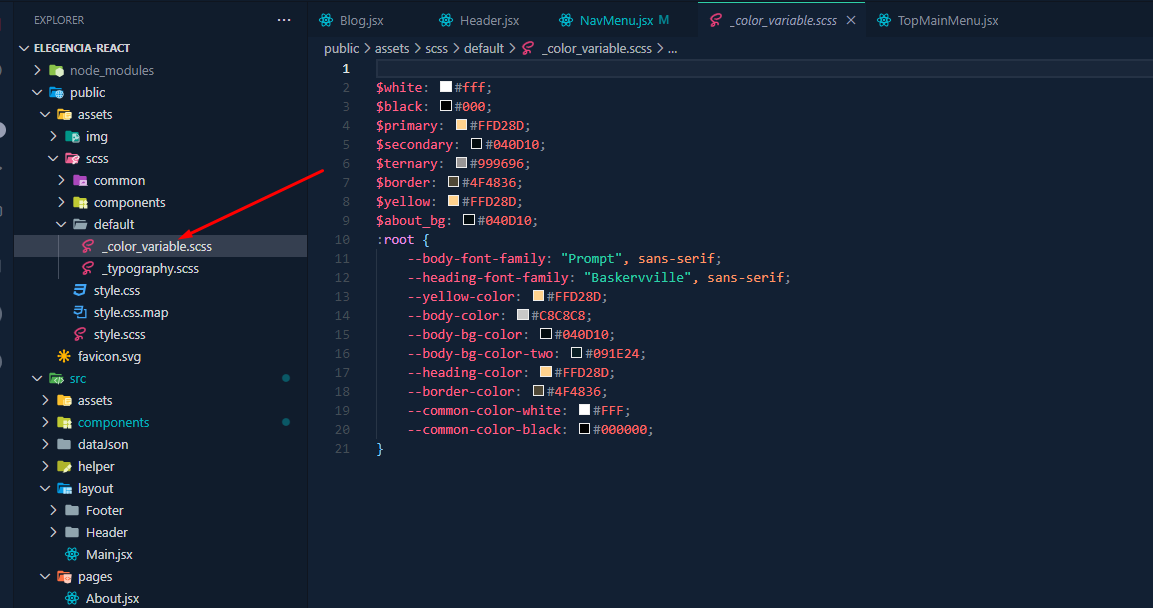 EXPLORER
ELEGENCIA-REACT
node_modules
public
assets
img
scss
common
components
default
_color_variable.scss
_typography.scss
style.css
style.css.map
style.scss
favicon.svg
src
assets
components
dataJson
helper
layout
Footer
Header
Main.jsx
pages
About.jsx
Blog.jsx Header.jsx NavMenu.jsx M _color_variable.scss TopMainMenu.jsx
public > assets > scss > default > _color_variable.scss > ...
1
2 $white: #fff;
3 $black: #000;
4 $primary: #FFD28D;
5 $secondary: #040D10;
6 $ternary: #999696;
7 $border: #4F4836;
8 $yellow: #FFD28D;
9 $about_bg: #040D10;
10 :root {
11 --body-font-family: "Prompt", sans-serif;
12 --heading-font-family: "Baskervville", sans-serif;
13 --yellow-color: #FFD28D;
14 --body-color: #C8C8C8;
15 --body-bg-color: #040D10;
16 --body-bg-color-two: #091E24;
17 --heading-color: #FFD28D;
18 --border-color: #4F4836;
19 --common-color-white: #FFF;
20 --common-color-black: #000000;
21 }